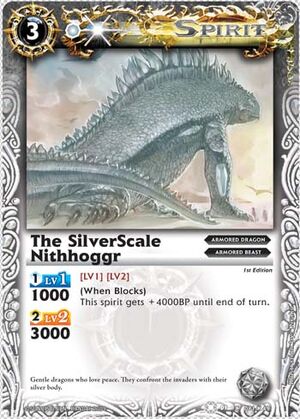 3 SPIRIT
The SilverScale
Nithhoggr
ARMORED DRAGON
ARMORED BEAST
1st Edition
1 LV1
1000
[LV1] [LV2]
(When Blocks)
This spirit gets +4000BP until end of turn.
2 LV2
3000
Gentle dragons who love peace. They confront the invaders with their
silver body.